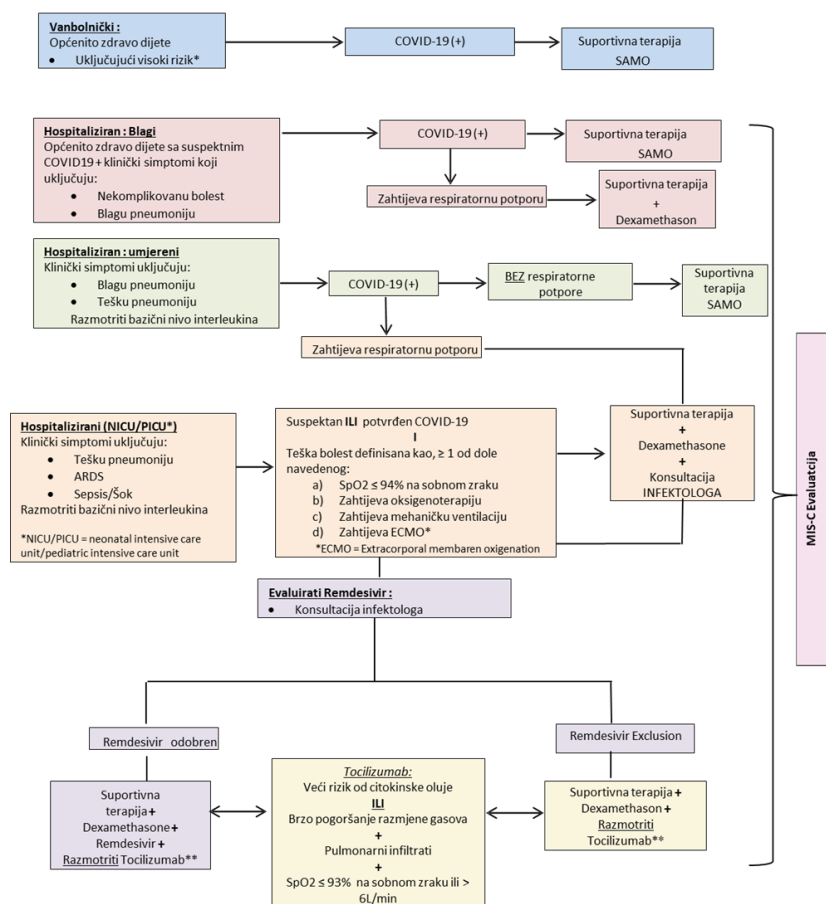 Vanbolnički :
Općenito zdravo dijete
• Uključujući visoki rizik*
COVID-19 (+)
Suportivna terapija
SAMO
Hospitaliziran : Blagi
Općenito zdravo dijete sa suspektnim
COVID19 + klinički simptomi koji
uključuju:
• Nekomplikovanu bolest
• Blagu pneumoniju
COVID-19 (+)
Suportivna terapija
SAMO
Zahtijeva respiratornu potporu
Suportivna terapija
+
Dexamethason
Hospitaliziran : umjereni
Klinički simptomi uključuju:
• Blagu pneumoniju
• Tešku pneumoniju
Razmotriti bazični nivo interleukina
COVID-19 (+)
BEZ respiratorne
potpore
Suportivna
terapija
SAMO
Zahtijeva respiratornu potporu
Hospitalizirani (NICU/PICU*)
Klinički simptomi uključuju:
• Tešku pneumoniju
• ARDS
• Sepsis/Šok
Razmotriti bazični nivo interleukina
*NICU/PICU = neonatal intensive care
unit/pediatric intensive care unit
Suspektan ILI potvrđen COVID-19
I
Teška bolest definisana kao, ≥ 1 od dole
navedenog:
a) SpO2 ≤ 94% na sobnom zraku
b) Zahtijeva oksigenoterapiju
c) Zahtijeva mehaničku ventilaciju
d) Zahtijeva ECMO*
*ECMO = Extracorporal membaren oxigenation
Suportivna terapija
+
Dexamethasone
+
Konsultacija
INFEKTOLOGA
MIS-C Evaluatcija
Evaluirati Remdesivir :
• Konsultacija infektologa
Remdesivir odobren
Remdesivir Exclusion
Suportivna
terapija +
Dexamethasone +
Remdesivir +
Razmotriti Tocilizumab**
Tocilizumab:
Veći rizik od citokinske oluje
ILI
Brzo pogoršanje razmjene gasova
+
Pulmonarni infiltrati
+
SpO2 ≤ 93% na sobnom zraku ili >
6L/min
Suportivna terapija +
Dexamethason +
Razmotriti
Tocilizumab**